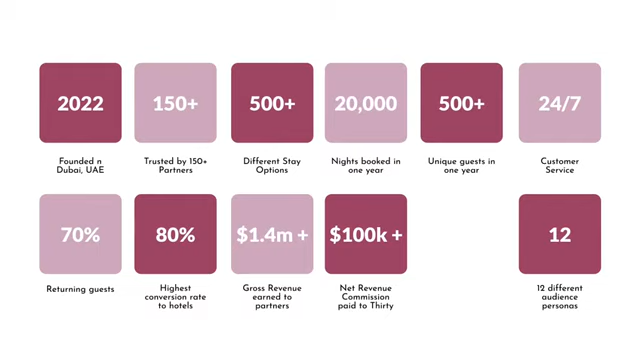 2022
150+
500+
20,000
500+
24/7
Founded n
Dubai, UAE
Trusted by 150+
Partners
Different Stay
Options
Nights booked in
one year
Unique guests in
one year
Customer
Service
70%
80%
$1.4m +
$100k +
12
Returning guests
Highest
conversion rate
to hotels
Gross Revenue
earned to
partners
Net Revenue
Commission
paid to Thirty
12 different
audience
personas